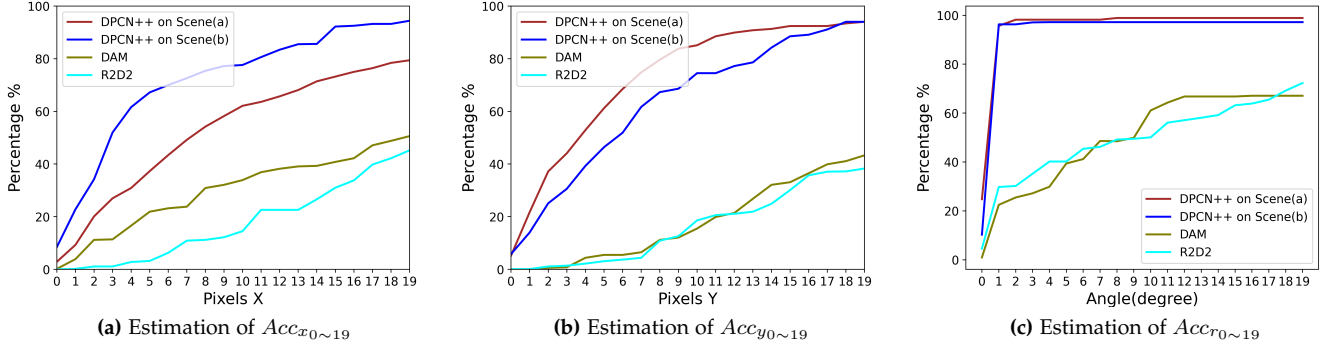 100
80
60
40
20
0
Percentage %
DPCN++ on Scene(a)
DPCN++ on Scene(b)
DAM
R2D2
0 1 2 3 4 5 6 7 8 9 10 11 12 13 14 15 16 17 18 19
Pixels X
(a) Estimation of Acc_{x_{0∼19}}
100
80
60
40
20
0
Percentage %
DPCN++ on Scene(a)
DPCN++ on Scene(b)
DAM
R2D2
0 1 2 3 4 5 6 7 8 9 10 11 12 13 14 15 16 17 18 19
Pixels Y
(b) Estimation of Acc_{y_{0∼19}}
100
80
60
40
20
0
Percentage %
DPCN++ on Scene(a)
DPCN++ on Scene(b)
DAM
R2D2
0 1 2 3 4 5 6 7 8 9 10 11 12 13 14 15 16 17 18 19
Angle(degree)
(c) Estimation of Acc_{r_{0∼19}}